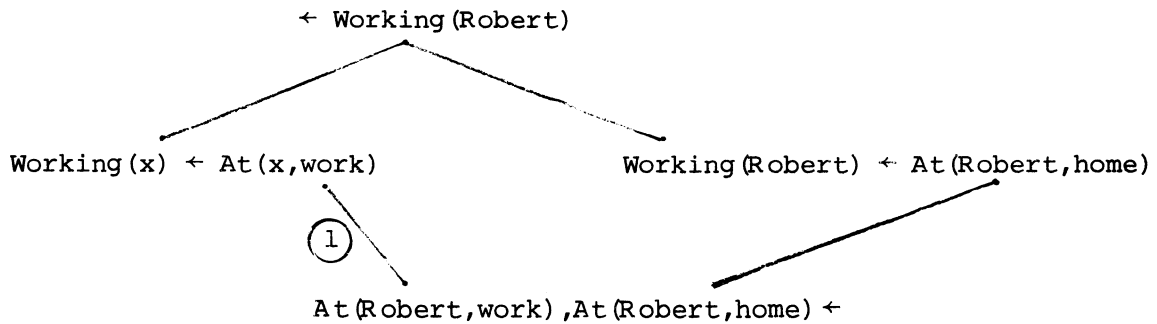 ← Working(Robert)
Working(x) ← At(x,work) Working(Robert) ← At(Robert,home)
1
At(Robert,work),At(Robert,home)←